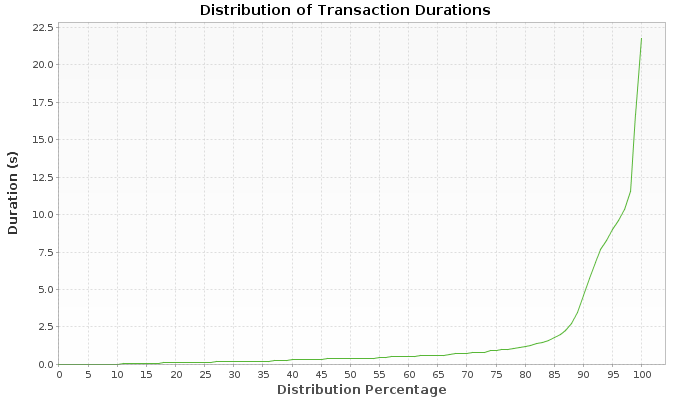 Distribution of Transaction Durations
22.5
20.0
17.5
15.0
12.5
10.0
7.5
5.0
2.5
0.0
Duration (s)
0 5 10 15 20 25 30 35 40 45 50 55 60 65 70 75 80 85 90 95 100
Distribution Percentage